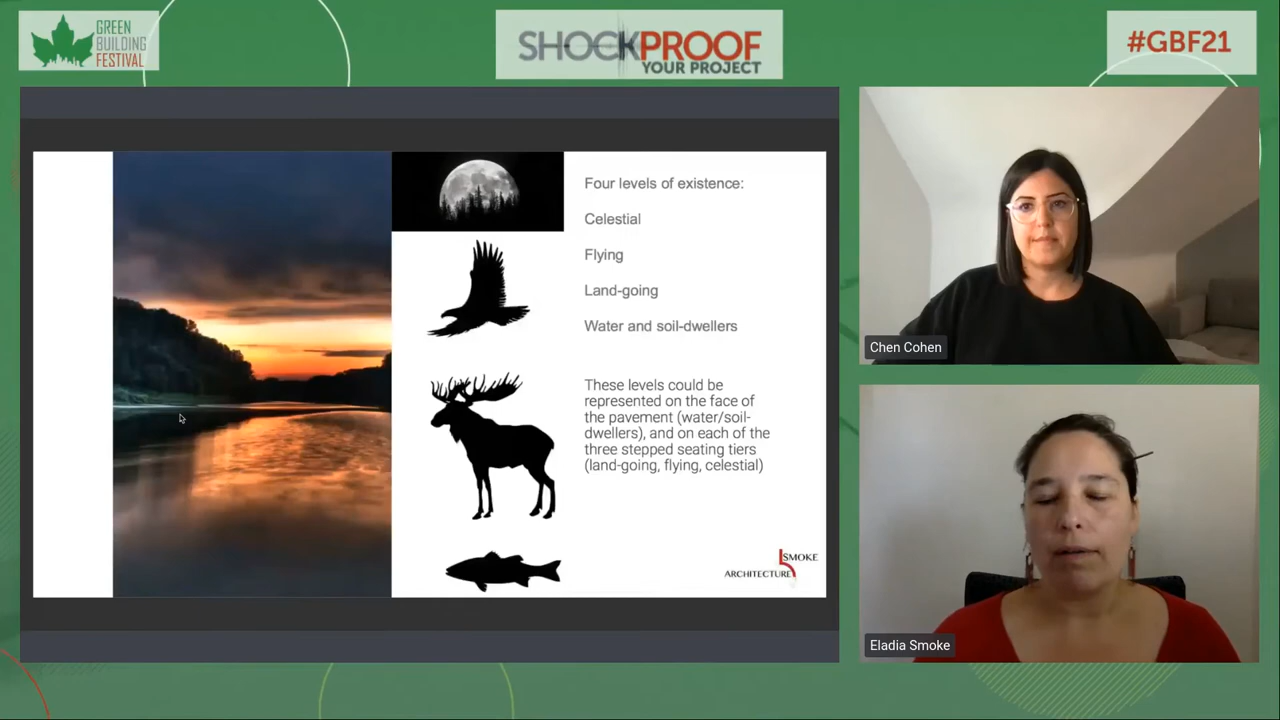 GREEN
BUILDING
FESTIVAL
SHOCKPROOF
YOUR PROJECT
#GBF21
Four levels of existence:
Celestial
Flying
Land-going
Water and soil-dwellers
These levels could be
represented on the face of
the pavement (water/soil-
dwellers), and on each of the
three stepped seating tiers
(land-going, flying, celestial)
SMOKE
ARCHITECTURE
Chen Cohen
Eladia Smoke